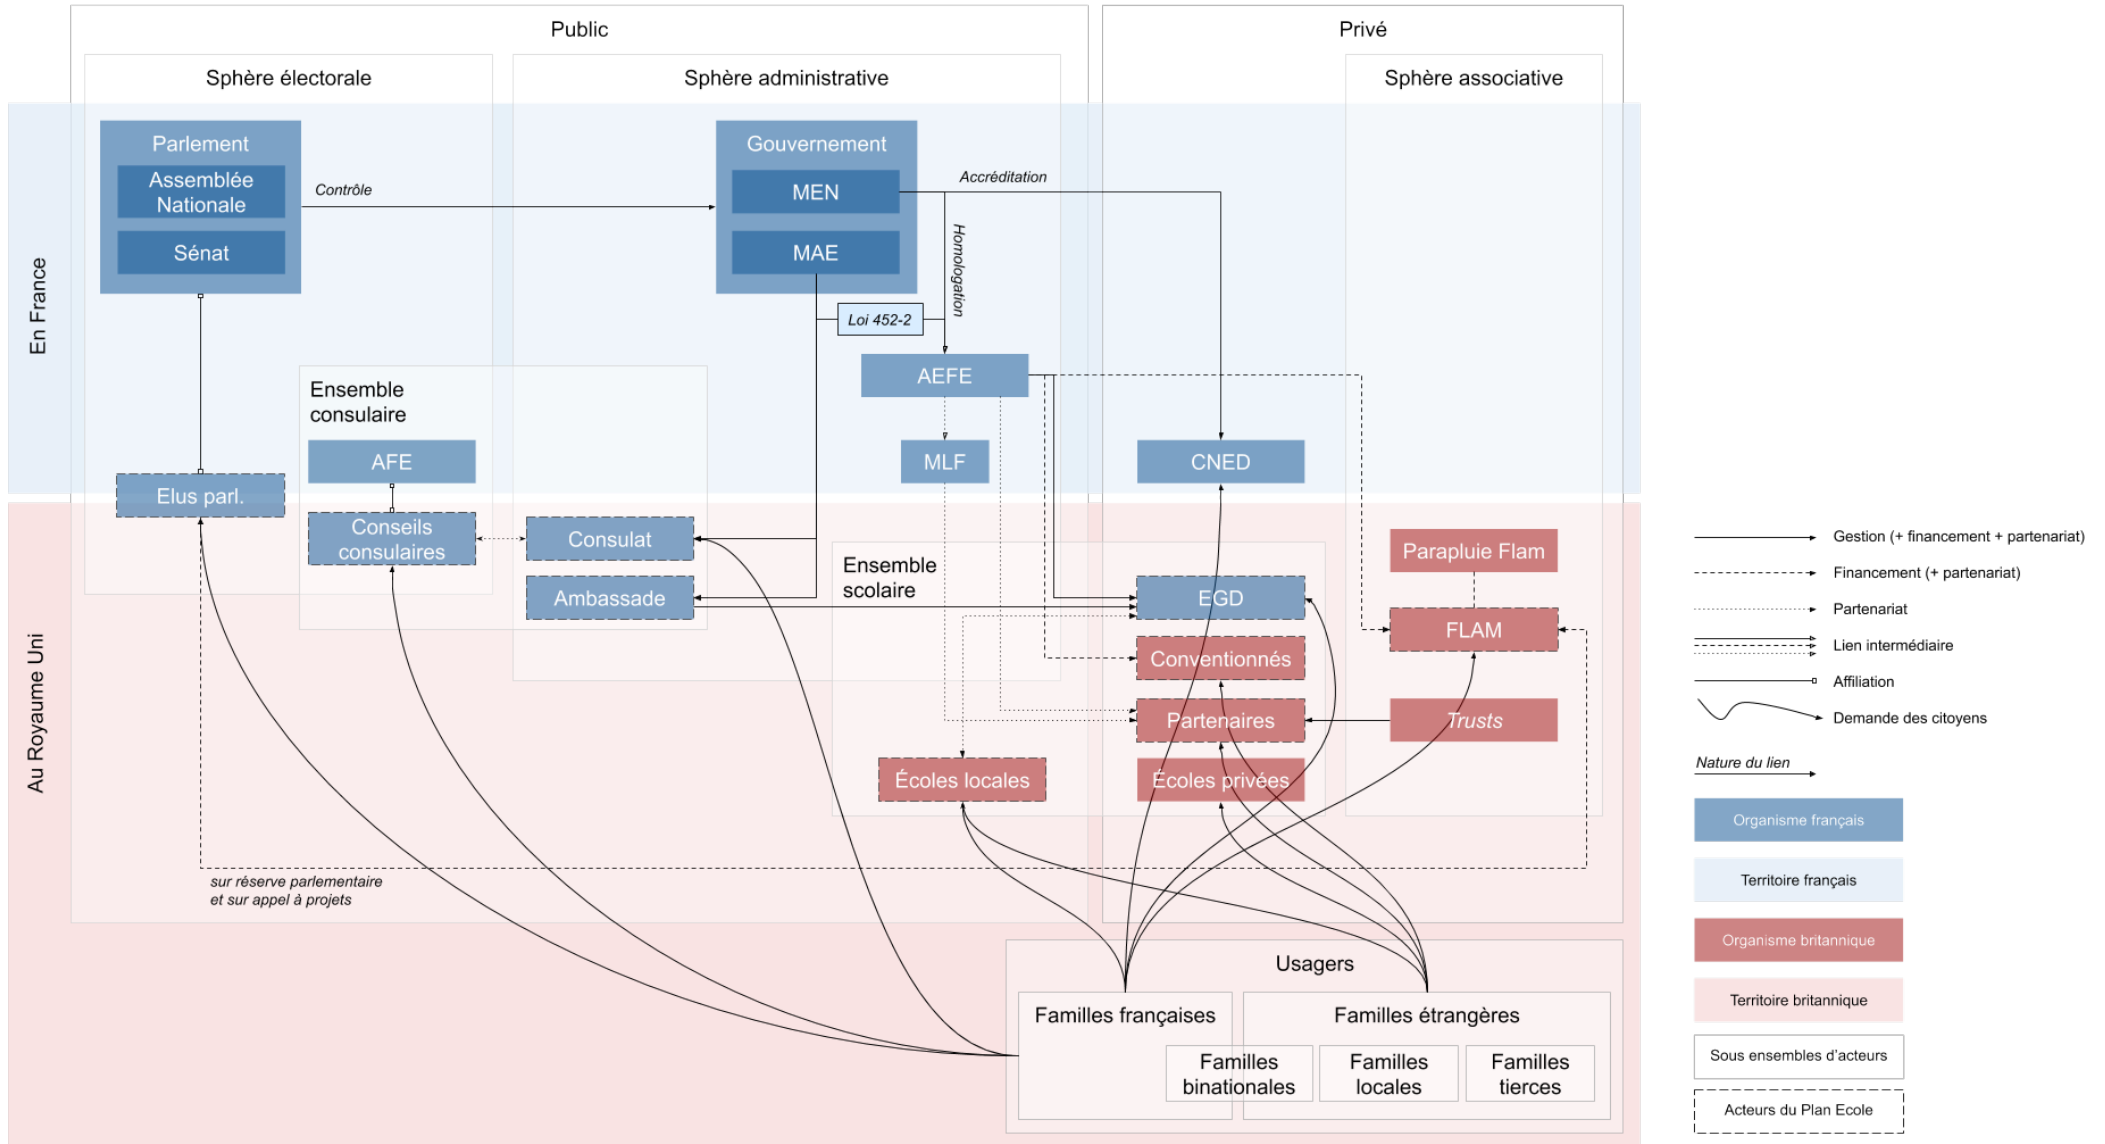 Public
Privé
Sphère électorale
Sphère administrative
Sphère associative
En France
Parlement
Assemblée
Nationale
Sénat
Contrôle
Gouvernement
MEN
MAE
Accréditation
Homologation
Loi 452-2
AEFE
MLF
CNED
Ensemble
consulaire
AFE
Elus parl.
Conseils
consulaires
Consulat
Ambassade
Au Royaume Uni
Ensemble
scolaire
EGD
Conventionnés
Partenaires
Écoles privées
Écoles locales
Parapluie Flam
FLAM
Trusts
sur réserve parlementaire
et sur appel à projets
Usagers
Familles françaises
Familles étrangères
Familles
binationales
Familles
locales
Familles
tierces
Gestion (+ financement + partenariat)
Financement (+ partenariat)
Partenariat
Lien intermédiaire
Affiliation
Demande des citoyens
Nature du lien
Organisme français
Territoire français
Organisme britannique
Territoire britannique
Sous ensembles d'acteurs
Acteurs du Plan Ecole